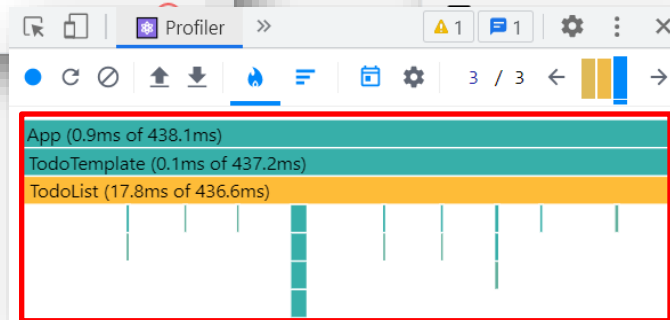 Profiler 1 1
3 / 3
App (0.9ms of 438.1ms)
TodoTemplate (0.1ms of 437.2ms)
TodoList (17.8ms of 436.6ms)